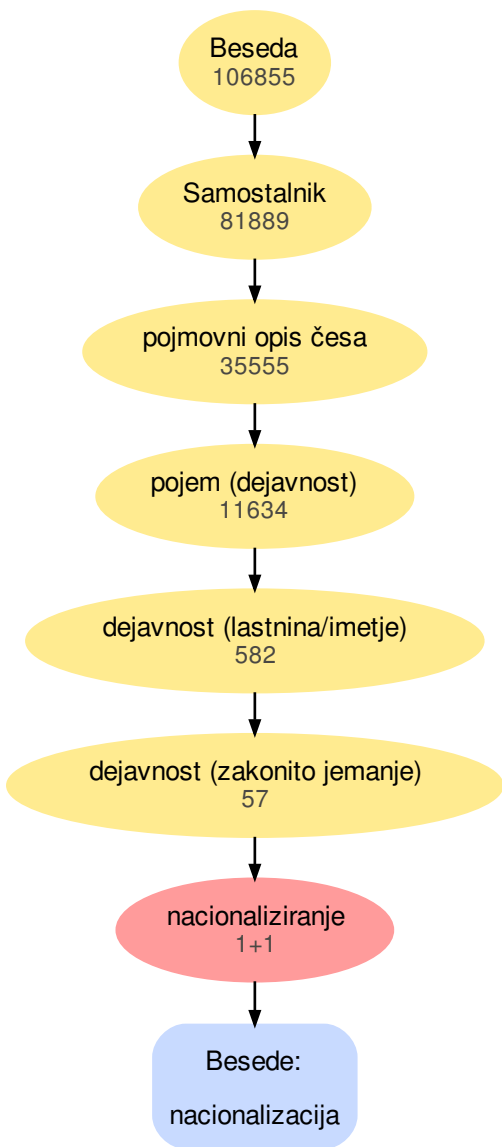 Beseda
106855
Samostalnik
81889
pojmovni opis česa
35555
pojem (dejavnost)
11634
dejavnost (lastnina/imetje)
582
dejavnost (zakonito jemanje)
57
nacionaliziranje
1+1
Besede:
nacionalizacija